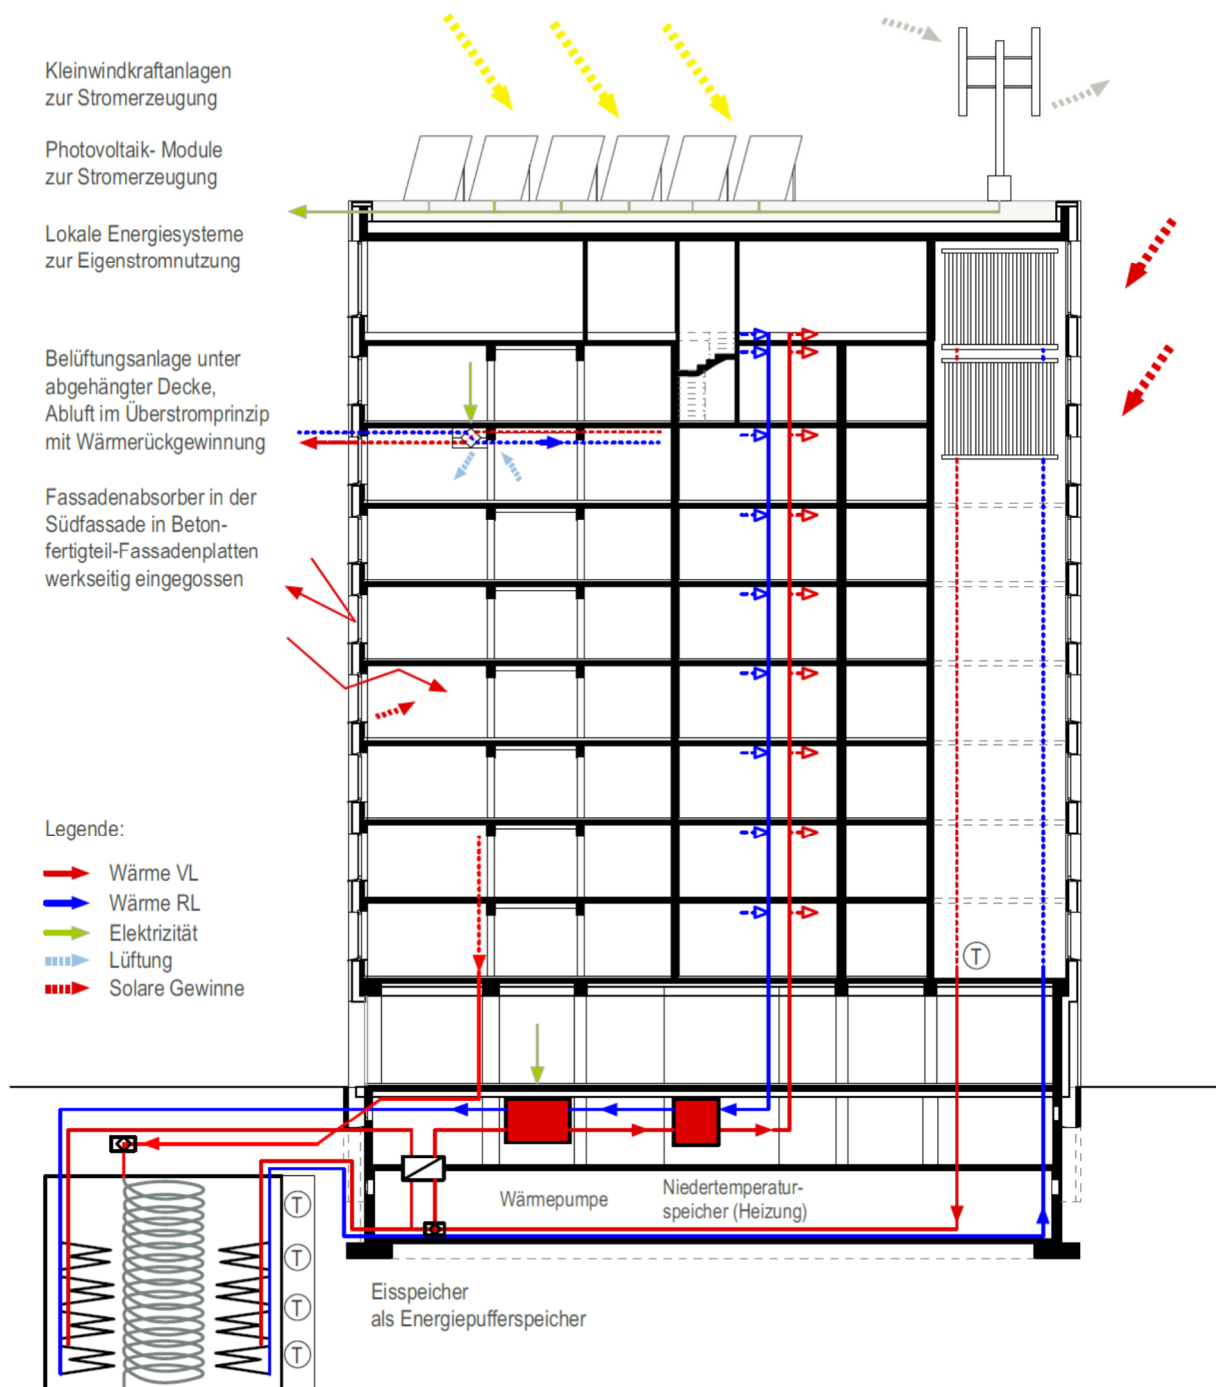 Kleinwindkraftanlagen
zur Stromerzeugung
Photovoltaik- Module
zur Stromerzeugung
Lokale Energiesysteme
zur Eigenstromnutzung
Belüftungsanlage unter
abgehängter Decke,
Abluft im Überstromprinzip
mit Wärmerückgewinnung
Fassadenabsorber in der
Südfassade in Beton-
fertigteil-Fassadenplatten
werkseitig eingegossen
Legende:
Wärme VL
Wärme RL
Elektrizität
Lüftung
Solare Gewinne
T
Wärmepumpe
Niedertemperatur-
speicher (Heizung)
T
T
T
T
Eisspeicher
als Energiepufferspeicher